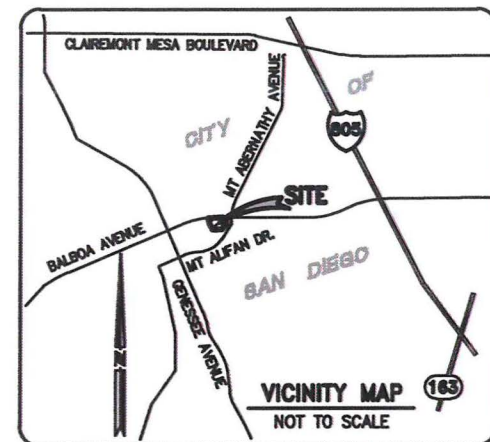 CLAIREMONT MESA BOULEVARD
MT ABERNATHY AVENUE
OF
CITY
805
SITE
BALBOA AVENUE
MT ALIFAN DR.
SAN DIEGO
GENESSEE AVENUE
N
VICINITY MAP
NOT TO SCALE
163